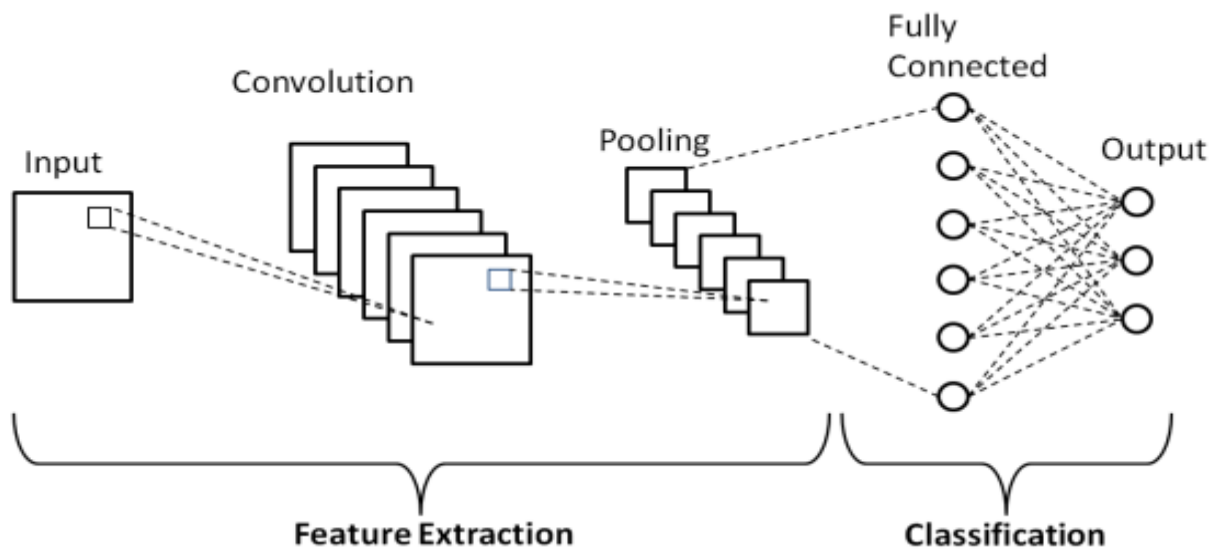 Input
Convolution
Pooling
Fully
Connected
Output
Feature Extraction
Classification